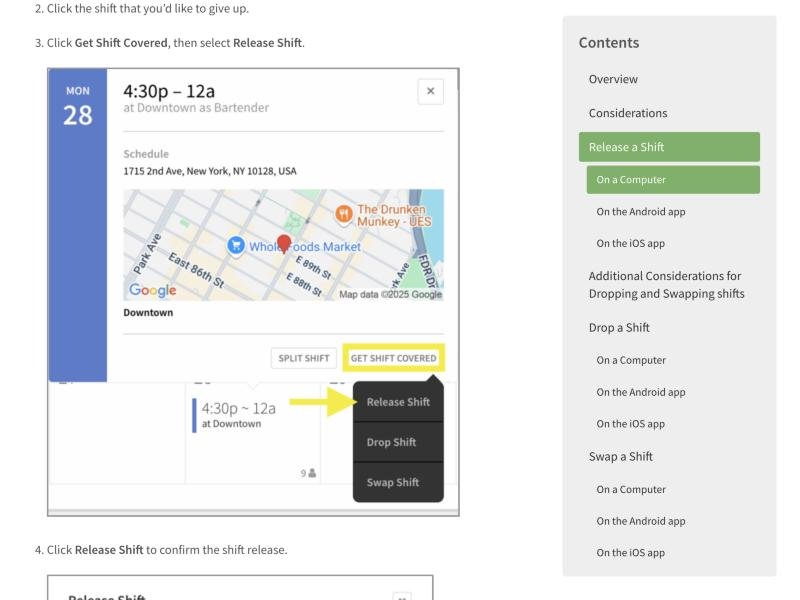 2. Click the shift that you'd like to give up.
3. Click Get Shift Covered, then select Release Shift.
MON
28
4:30p – 12a
at Downtown as Bartender
Schedule
1715 2nd Ave, New York, NY 10128, USA
The Drunken
Munkey - UES
Whole Foods Market
Park Ave
East 86th St
E 89th St
E 88th St
FDR Dr
Google
Map data ©2025 Google
Downtown
SPLIT SHIFT
GET SHIFT COVERED
4:30p ~ 12a
at Downtown
9
Release Shift
Drop Shift
Swap Shift
4. Click Release Shift to confirm the shift release.
Release Shift
Contents
Overview
Considerations
Release a Shift
On a Computer
On the Android app
On the iOS app
Additional Considerations for
Dropping and Swapping shifts
Drop a Shift
On a Computer
On the Android app
On the iOS app
Swap a Shift
On a Computer
On the Android app
On the iOS app